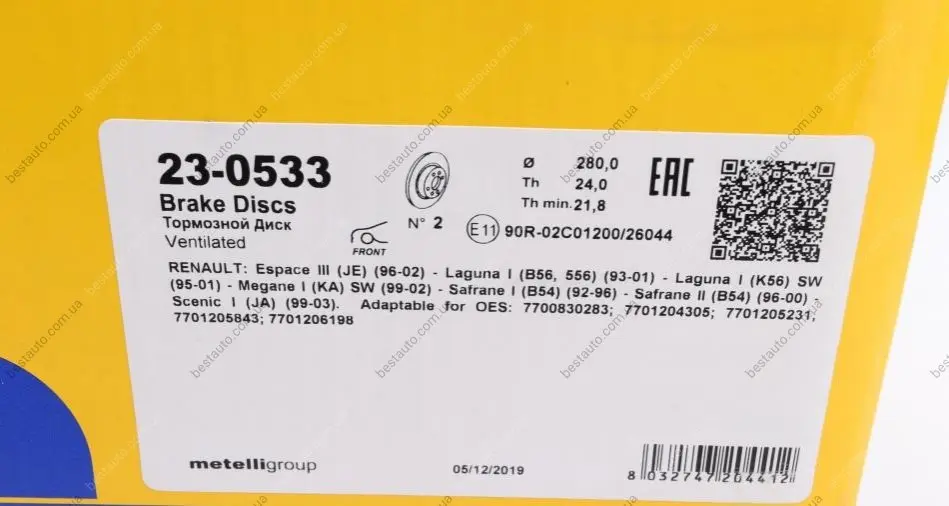 23-0533
Brake Discs
Тормозной Диск
Ventilated
FRONT
N° 2
Ø 280,0
Th 24,0
Th min. 21,8
EAC
E11 90R-02C01200/26044
RENAULT: Espace III (JE) (96-02) - Laguna I (B56, 556) (93-01) - Laguna I (K56) SW
(95-01) - Megane I (KA) SW (99-02) - Safrane I (B54) (92-96) - Safrane II (B54) (96-00) -
Scenic I (JA) (99-03). Adaptable for OES: 7700830283; 7701204305; 7701205231;
7701205843; 7701206198
metelligroup
05/12/2019
8 032747 204412
bestauto.com.ua